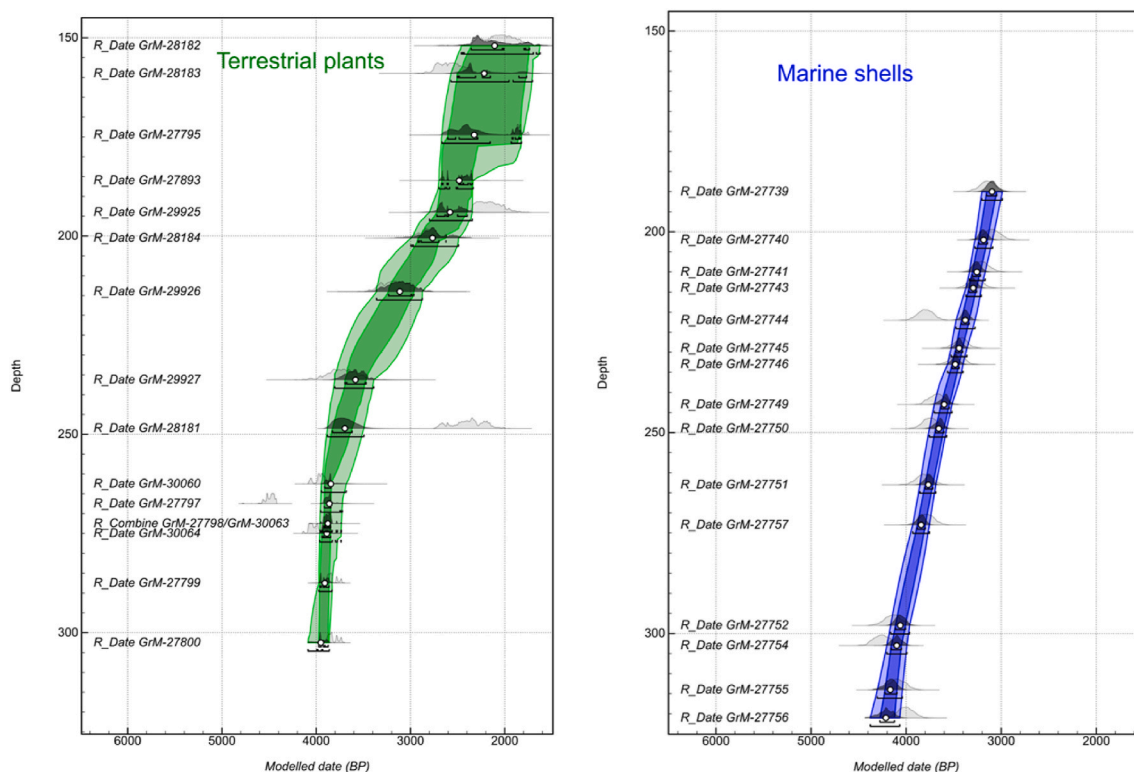 Terrestrial plants
150
200
250
300
Depth
R_Date GrM-28182
R_Date GrM-28183
R_Date GrM-27795
R_Date GrM-27893
R_Date GrM-29925
R_Date GrM-28184
R_Date GrM-29926
R_Date GrM-29927
R_Date GrM-28181
R_Date GrM-30060
R_Date GrM-27797
R_Combine GrM-27798/GrM-30063
R_Date GrM-30064
R_Date GrM-27799
R_Date GrM-27800
6000 4000 3000 2000
Modelled date (BP)
Marine shells
150
200
250
300
Depth
R_Date GrM-27739
R_Date GrM-27740
R_Date GrM-27741
R_Date GrM-27743
R_Date GrM-27744
R_Date GrM-27745
R_Date GrM-27746
R_Date GrM-27749
R_Date GrM-27750
R_Date GrM-27751
R_Date GrM-27757
R_Date GrM-27752
R_Date GrM-27754
R_Date GrM-27755
R_Date GrM-27756
6000 4000 3000 2000
Modelled date (BP)